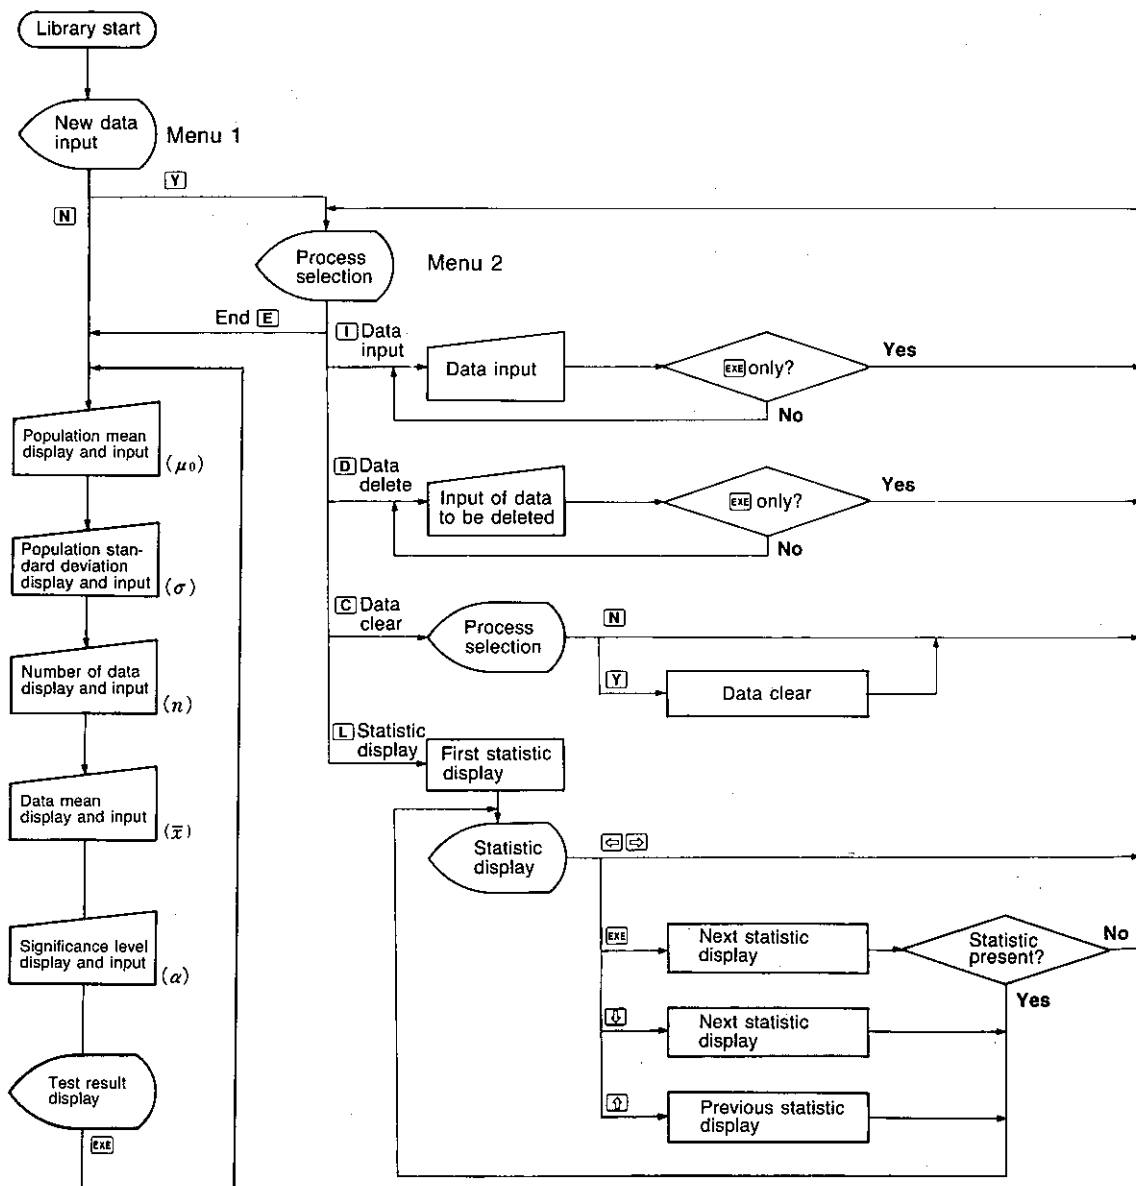 Library start
New data
input
Menu 1
Y
N
Process
selection
Menu 2
End E
I Data
input
Data input
EXE only?
Yes
No
Population mean
display and input
(μ₀)
D Data
delete
Input of data
to be deleted
EXE only?
Yes
No
Population stan-
dard deviation
display and input
(σ)
C Data
clear
Process
selection
N
Y
Data clear
Number of data
display and input
(n)
L Statistic
display
First statistic
display
Data mean
display and input
(x̄)
Statistic
display
⇦ ⇨
EXE
Next statistic
display
Statistic
present?
No
Yes
Significance level
display and input
(α)
⇩
Next statistic
display
⇧
Previous statistic
display
Test result
display
EXE